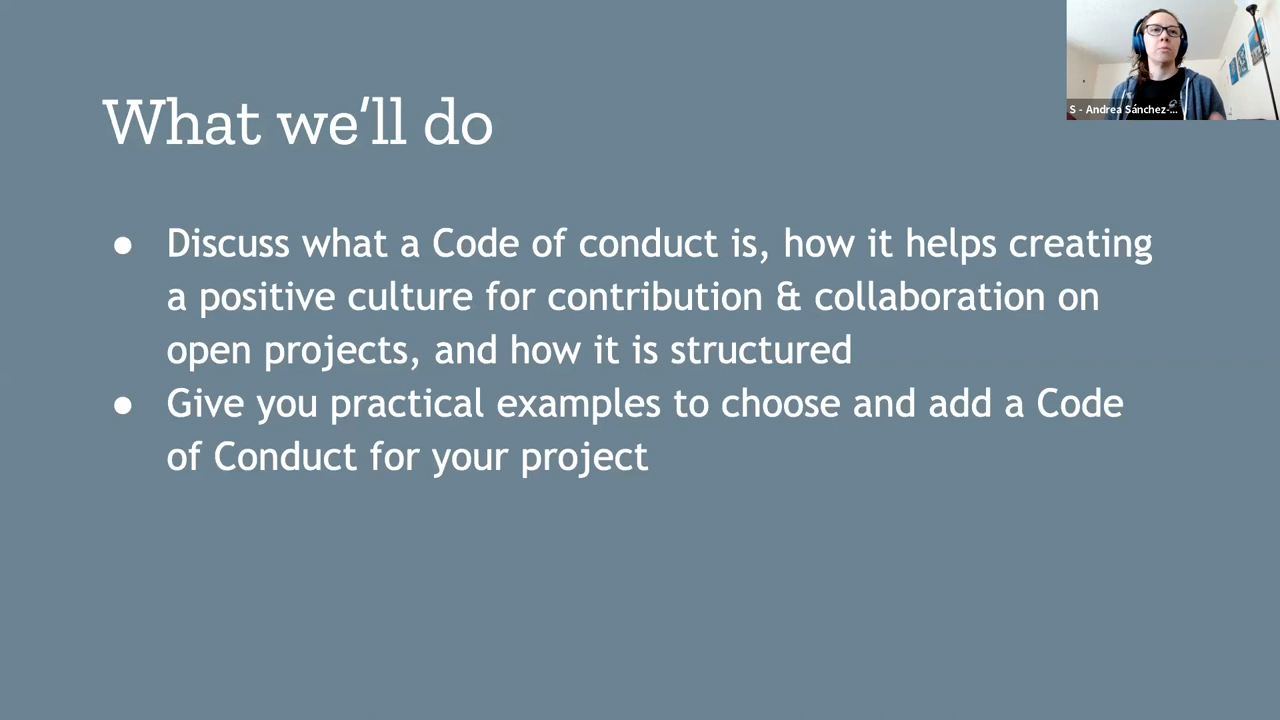 What we'll do
S - Andrea Sánchez-...
● Discuss what a Code of conduct is, how it helps creating
a positive culture for contribution & collaboration on
open projects, and how it is structured
● Give you practical examples to choose and add a Code
of Conduct for your project